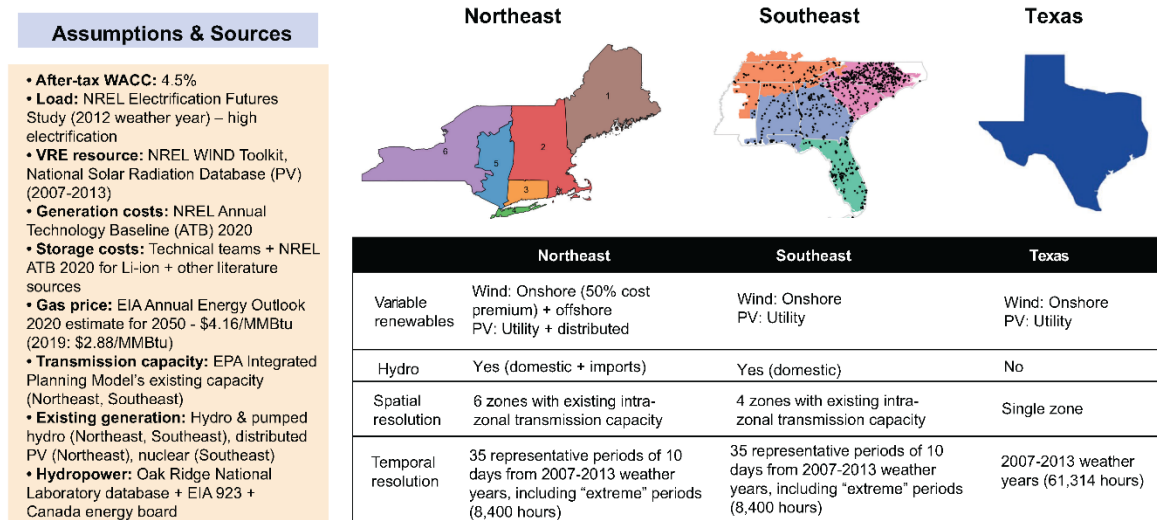 Assumptions & Sources
• After-tax WACC: 4.5%
• Load: NREL Electrification Futures
Study (2012 weather year) – high
electrification
• VRE resource: NREL WIND Toolkit,
National Solar Radiation Database (PV)
(2007-2013)
• Generation costs: NREL Annual
Technology Baseline (ATB) 2020
• Storage costs: Technical teams + NREL
ATB 2020 for Li-ion + other literature
sources
• Gas price: EIA Annual Energy Outlook
2020 estimate for 2050 - $4.16/MMBtu
(2019: $2.88/MMBtu)
• Transmission capacity: EPA Integrated
Planning Model's existing capacity
(Northeast, Southeast)
• Existing generation: Hydro & pumped
hydro (Northeast, Southeast), distributed
PV (Northeast), nuclear (Southeast)
• Hydropower: Oak Ridge National
Laboratory database + EIA 923 +
Canada energy board
Northeast
Southeast
Texas
1
2
3
5
6
Northeast
Southeast
Texas
Variable
renewables
Wind: Onshore (50% cost
premium) + offshore
PV: Utility + distributed
Wind: Onshore
PV: Utility
Wind: Onshore
PV: Utility
Hydro
Yes (domestic + imports)
Yes (domestic)
No
Spatial
resolution
6 zones with existing intra-
zonal transmission capacity
4 zones with existing intra-
zonal transmission capacity
Single zone
Temporal
resolution
35 representative periods of 10
days from 2007-2013 weather
years, including “extreme” periods
(8,400 hours)
35 representative periods of 10
days from 2007-2013 weather
years, including “extreme” periods
(8,400 hours)
2007-2013 weather
years (61,314 hours)